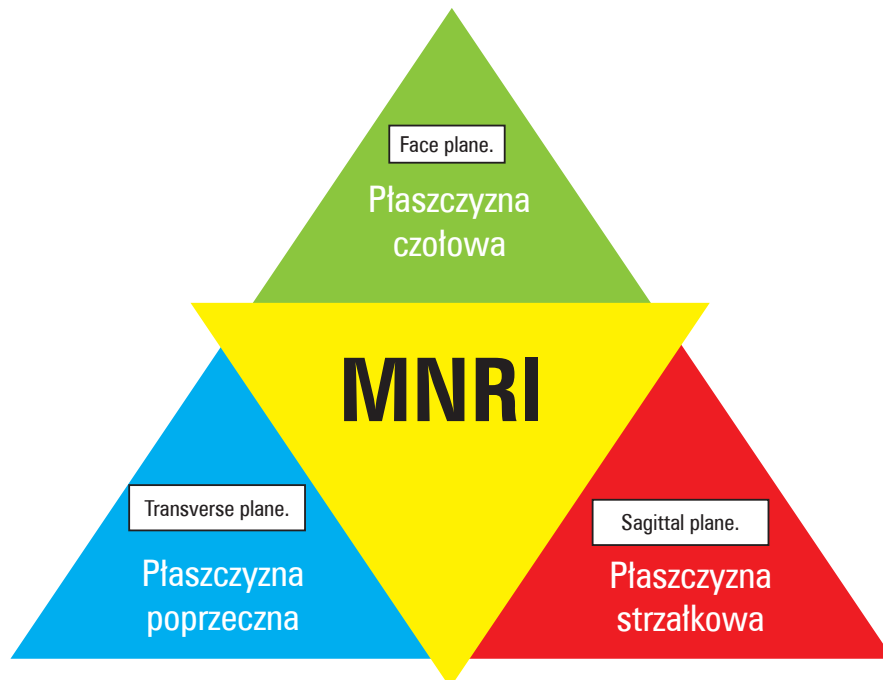 Face plane.
Płaszczyzna
czołowa
MNRI
Transverse plane.
Płaszczyzna
poprzeczna
Sagittal plane.
Płaszczyzna
strzałkowa